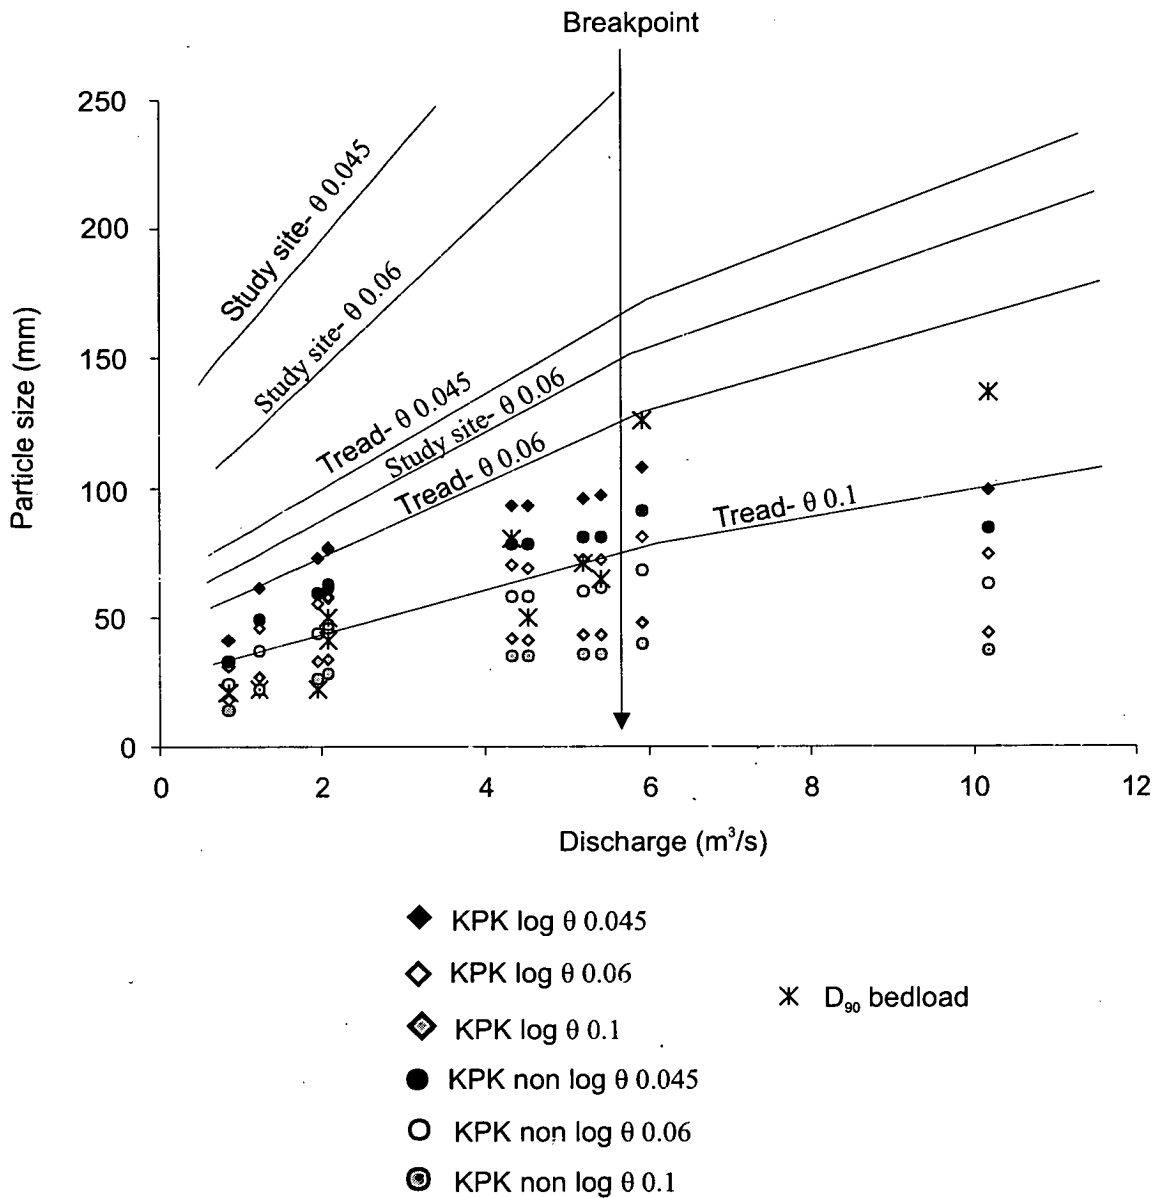 Breakpoint
250
200
150
100
50
0
Particle size (mm)
Study site- θ 0.045
Study site- θ 0.06
Tread- θ 0.045
Study site- θ 0.06
Tread- θ 0.06
Tread- θ 0.1
0 2 4 6 8 10 12
Discharge (m³/s)
KPK log θ 0.045
KPK log θ 0.06
KPK log θ 0.1
KPK non log θ 0.045
KPK non log θ 0.06
KPK non log θ 0.1
D₉₀ bedload